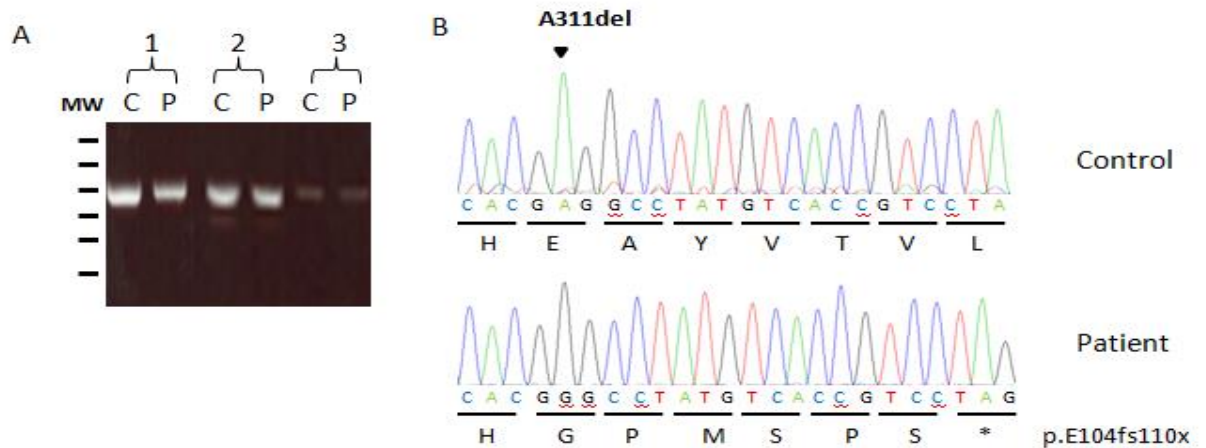 A
1 2 3
C P C P C P
MW
B
A311del
Control
C A C G A G G C C T A T G T C A C C G T C C T A
H E A Y V T V L
Patient
C A C G G G C C T A T G T C A C C G T C C T A G
H G P M S P S *
p.E104fs110x